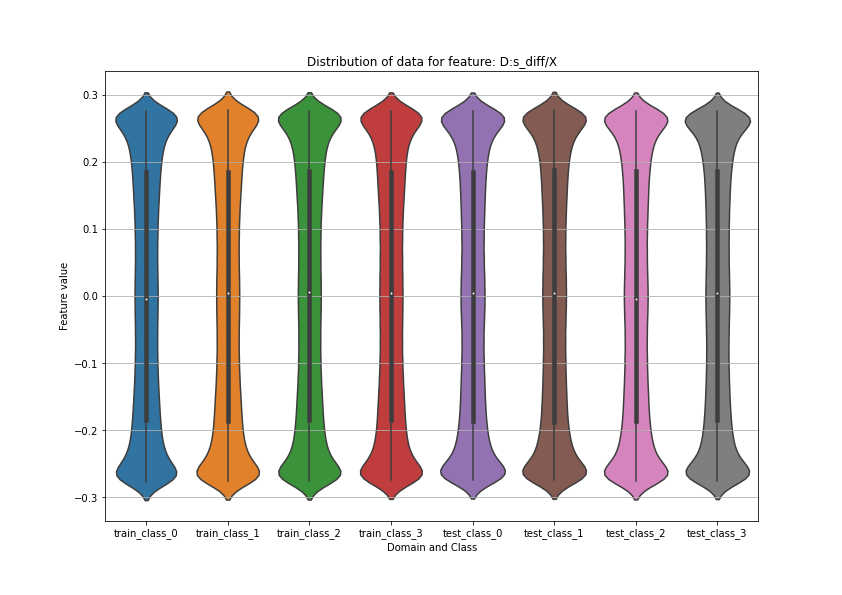 Distribution of data for feature: D:s_diff/X
Feature value
0.3
0.2
0.1
0.0
−0.1
−0.2
−0.3
train_class_0 train_class_1 train_class_2 train_class_3 test_class_0 test_class_1 test_class_2 test_class_3
Domain and Class